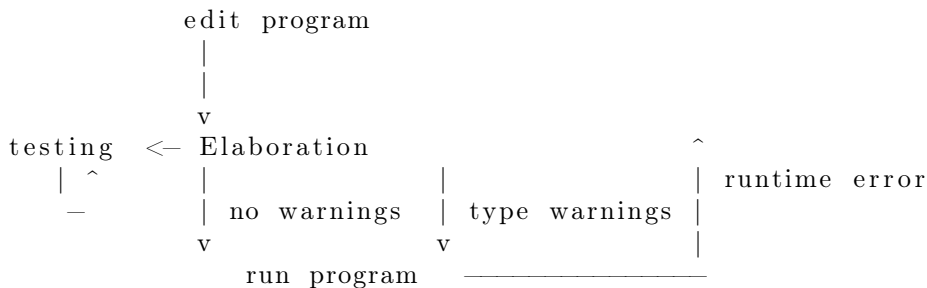 edit program
|
|
v
testing <— Elaboration ^
| ^ | | | runtime error
— | no warnings | type warnings |
v v |
run program ———————————————